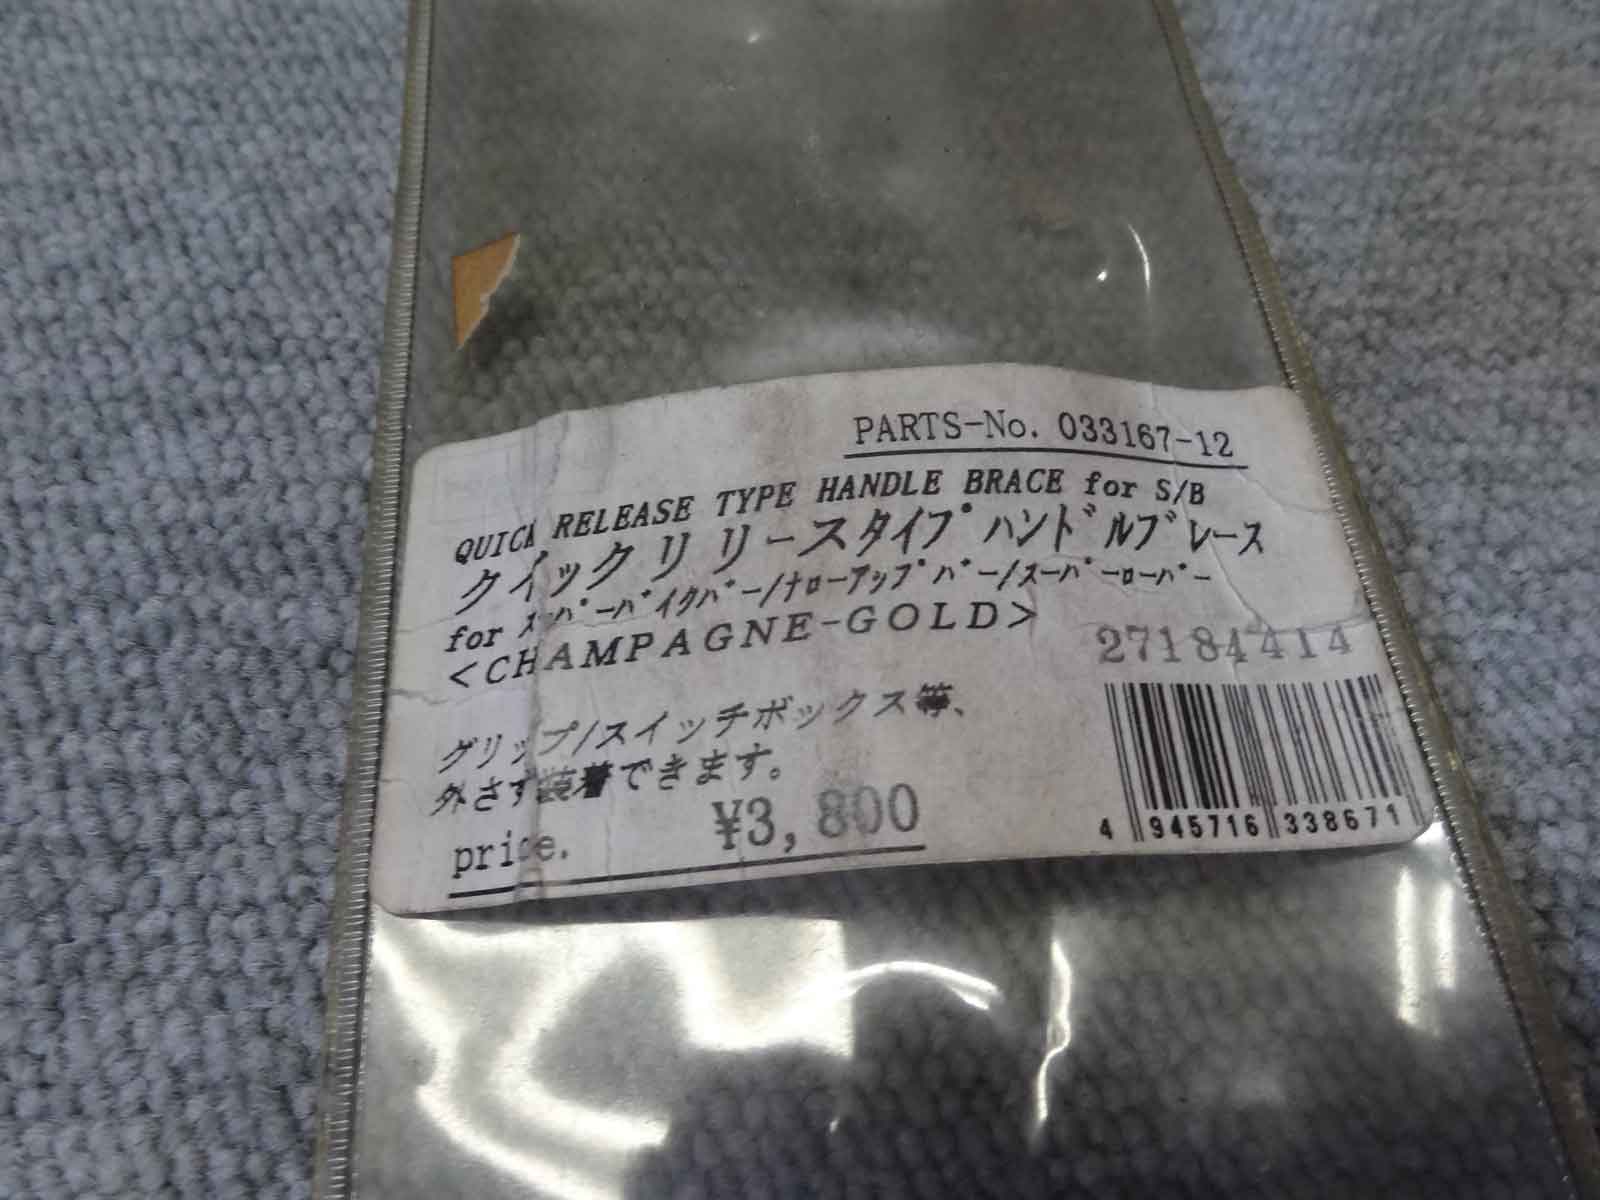 PARTS-No. 033167-12
QUICK RELEASE TYPE HANDLE BRACE for S/B
クイックリリースタイプハンドルブレース
for スーパーバイクバー/ナローアップバー/スーパーローバー
<CHAMPAGNE-GOLD>
27184414
グリップ/スイッチボックス等、
外さず装着できます。
price. ¥3,800
4 945716 338671